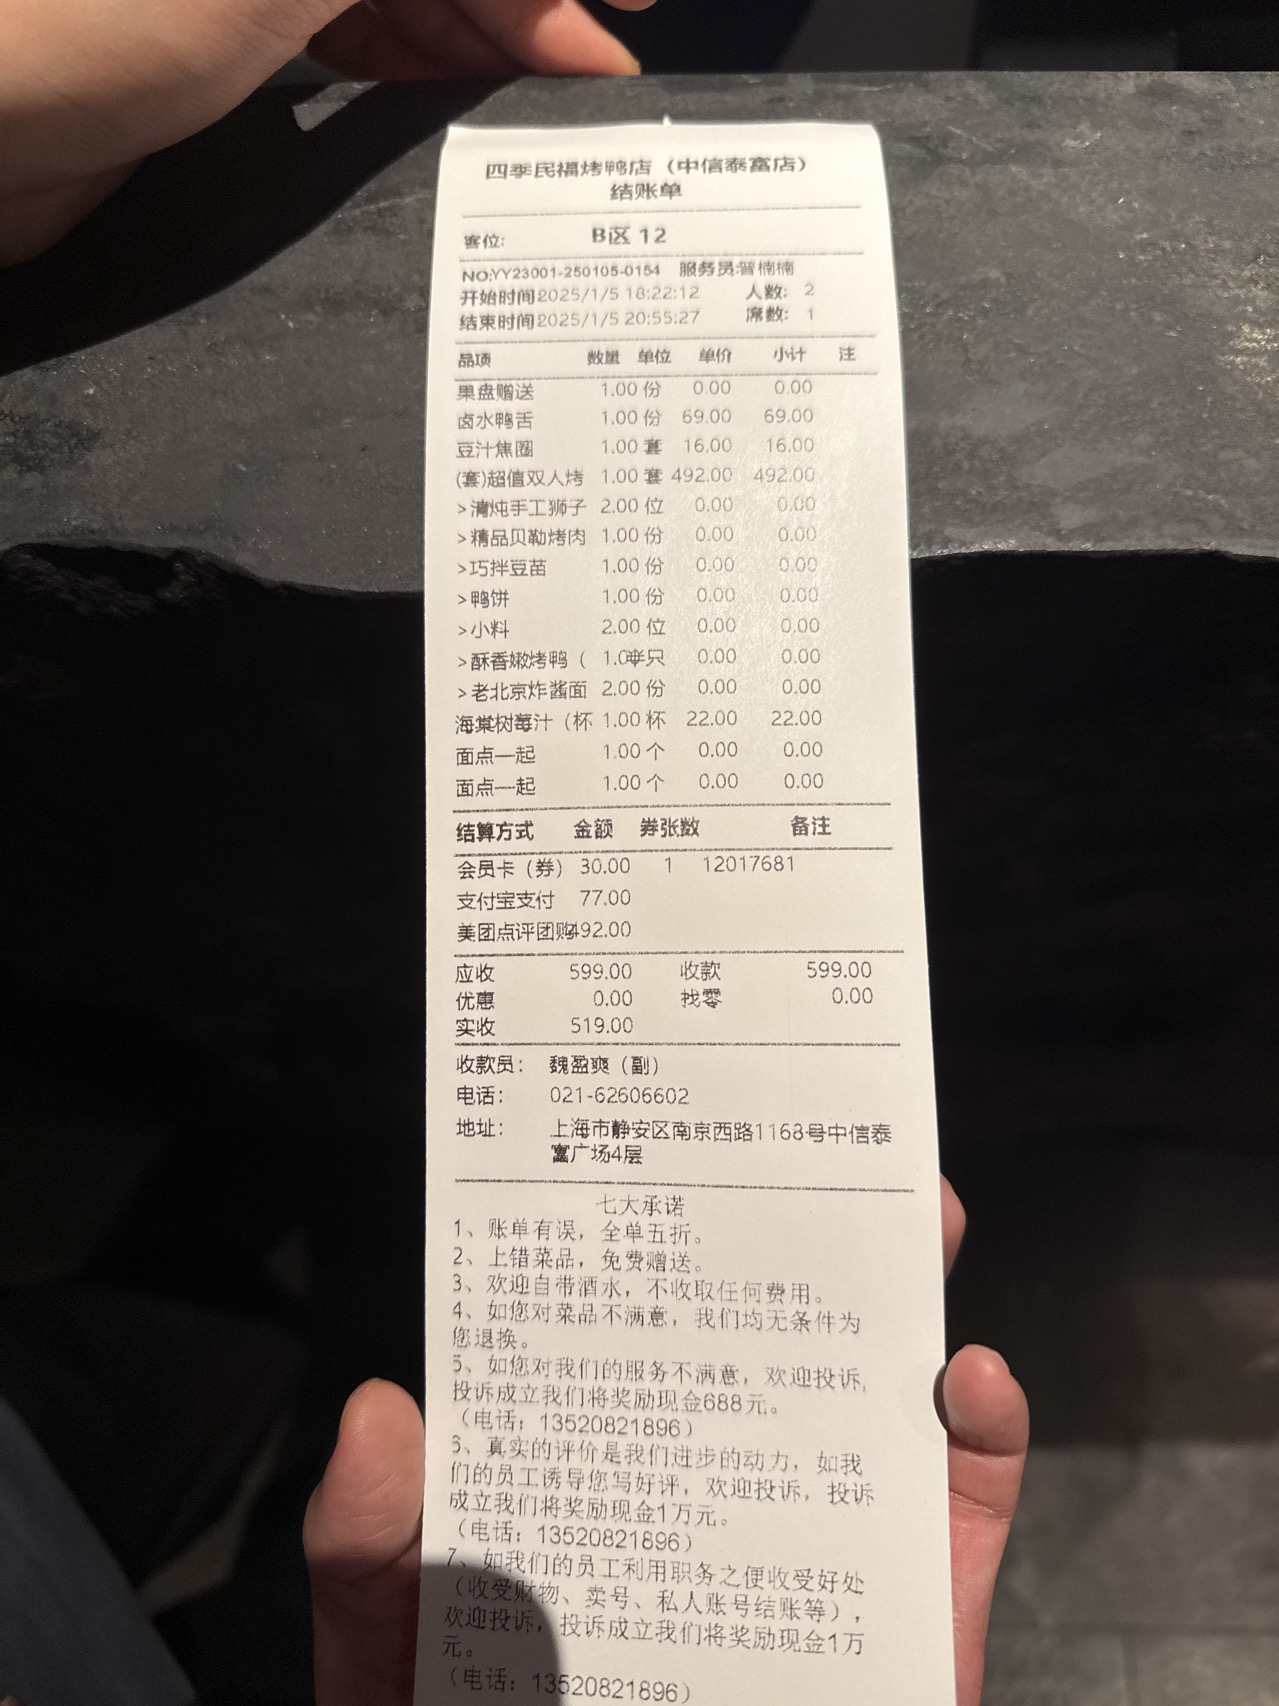 四季民福烤鸭店（中信泰富店）
结账单
客位: B区 12
NO:YY23001-250105-0154 服务员:晋楠楠
开始时间2025/1/5 18:22:12 人数: 2
结束时间2025/1/5 20:55:27 席数: 1
品项 数量 单位 单价 小计 注
果盘赠送 1.00 份 0.00 0.00
卤水鸭舌 1.00 份 69.00 69.00
豆汁焦圈 1.00 套 16.00 16.00
(套)超值双人烤 1.00 套 492.00 492.00
>清炖手工狮子 2.00 位 0.00 0.00
>精品贝勒烤肉 1.00 份 0.00 0.00
>巧拌豆苗 1.00 份 0.00 0.00
>鸭饼 1.00 份 0.00 0.00
>小料 2.00 位 0.00 0.00
>酥香嫩烤鸭（ 1.0半只 0.00 0.00
>老北京炸酱面 2.00 份 0.00 0.00
海棠树莓汁（杯 1.00 杯 22.00 22.00
面点一起 1.00 个 0.00 0.00
面点一起 1.00 个 0.00 0.00
结算方式 金额 券张数 备注
会员卡（券） 30.00 1 12017681
支付宝支付 77.00
美团点评团购492.00
应收 599.00 收款 599.00
优惠 0.00 找零 0.00
实收 519.00
收款员: 魏盈爽（副）
电话: 021-62606602
地址: 上海市静安区南京西路1168号中信泰
富广场4层
七大承诺
1、账单有误，全单五折。
2、上错菜品，免费赠送。
3、欢迎自带酒水，不收取任何费用。
4、如您对菜品不满意，我们均无条件为
您退换。
5、如您对我们的服务不满意，欢迎投诉,
投诉成立我们将奖励现金688元。
（电话: 13520821896）
6、真实的评价是我们进步的动力，如我
们的员工诱导您写好评，欢迎投诉，投诉
成立我们将奖励现金1万元。
（电话: 13520821896）
7、如我们的员工利用职务之便收受好处
（收受财物、卖号、私人账号结账等），
欢迎投诉，投诉成立我们将奖励现金1万
元。
（电话: 13520821896）